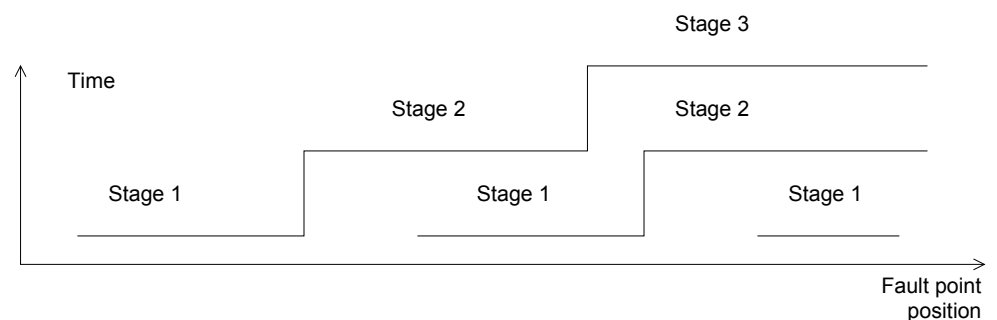 Stage 3
Time
Stage 2
Stage 2
Stage 1
Stage 1
Stage 1
Fault point
position